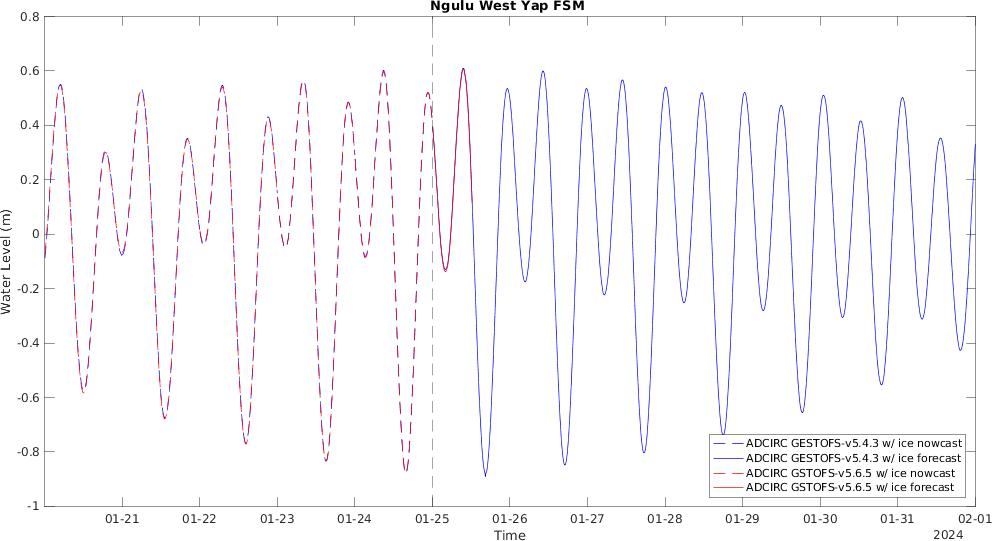 Ngulu West Yap FSM
0.8
0.6
0.4
0.2
0
-0.2
-0.4
-0.6
-0.8
-1
Water Level (m)
ADCIRC GESTOFS-v5.4.3 w/ ice nowcast
ADCIRC GESTOFS-v5.4.3 w/ ice forecast
ADCIRC GSTOFS-v5.6.5 w/ ice nowcast
ADCIRC GSTOFS-v5.6.5 w/ ice forecast
01-21 01-22 01-23 01-24 01-25 01-26 01-27 01-28 01-29 01-30 01-31 02-01
Time
2024